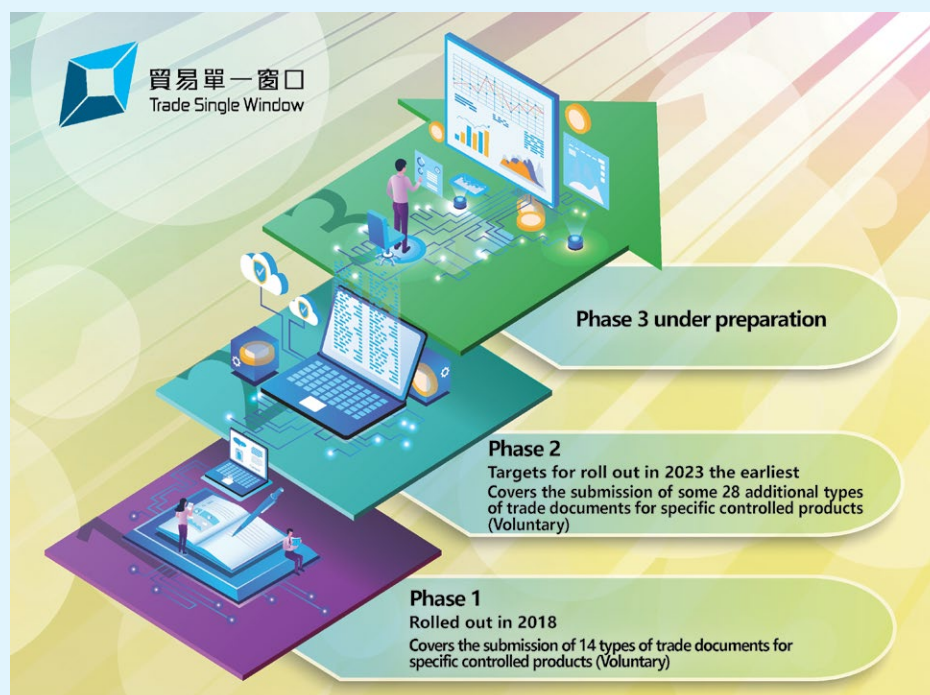 貿易單一窗口
Trade Single Window
3
Phase 3 under preparation
2
Phase 2
Targets for roll out in 2023 the earliest
Covers the submission of some 28 additional types
of trade documents for specific controlled products
(Voluntary)
1
Phase 1
Rolled out in 2018
Covers the submission of 14 types of trade documents for
specific controlled products (Voluntary)